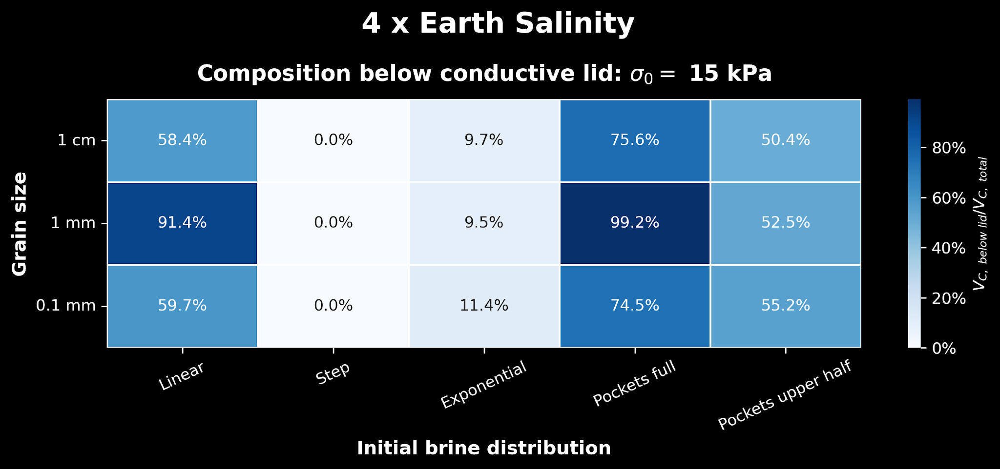 4 x Earth Salinity
Composition below conductive lid: σ₀ = 15 kPa
Grain size
1 cm 58.4% 0.0% 9.7% 75.6% 50.4%
1 mm 91.4% 0.0% 9.5% 99.2% 52.5%
0.1 mm 59.7% 0.0% 11.4% 74.5% 55.2%
Linear Step Exponential Pockets full Pockets upper half
Initial brine distribution
80%
60%
40%
20%
0%
V_C, below lid/V_C, total